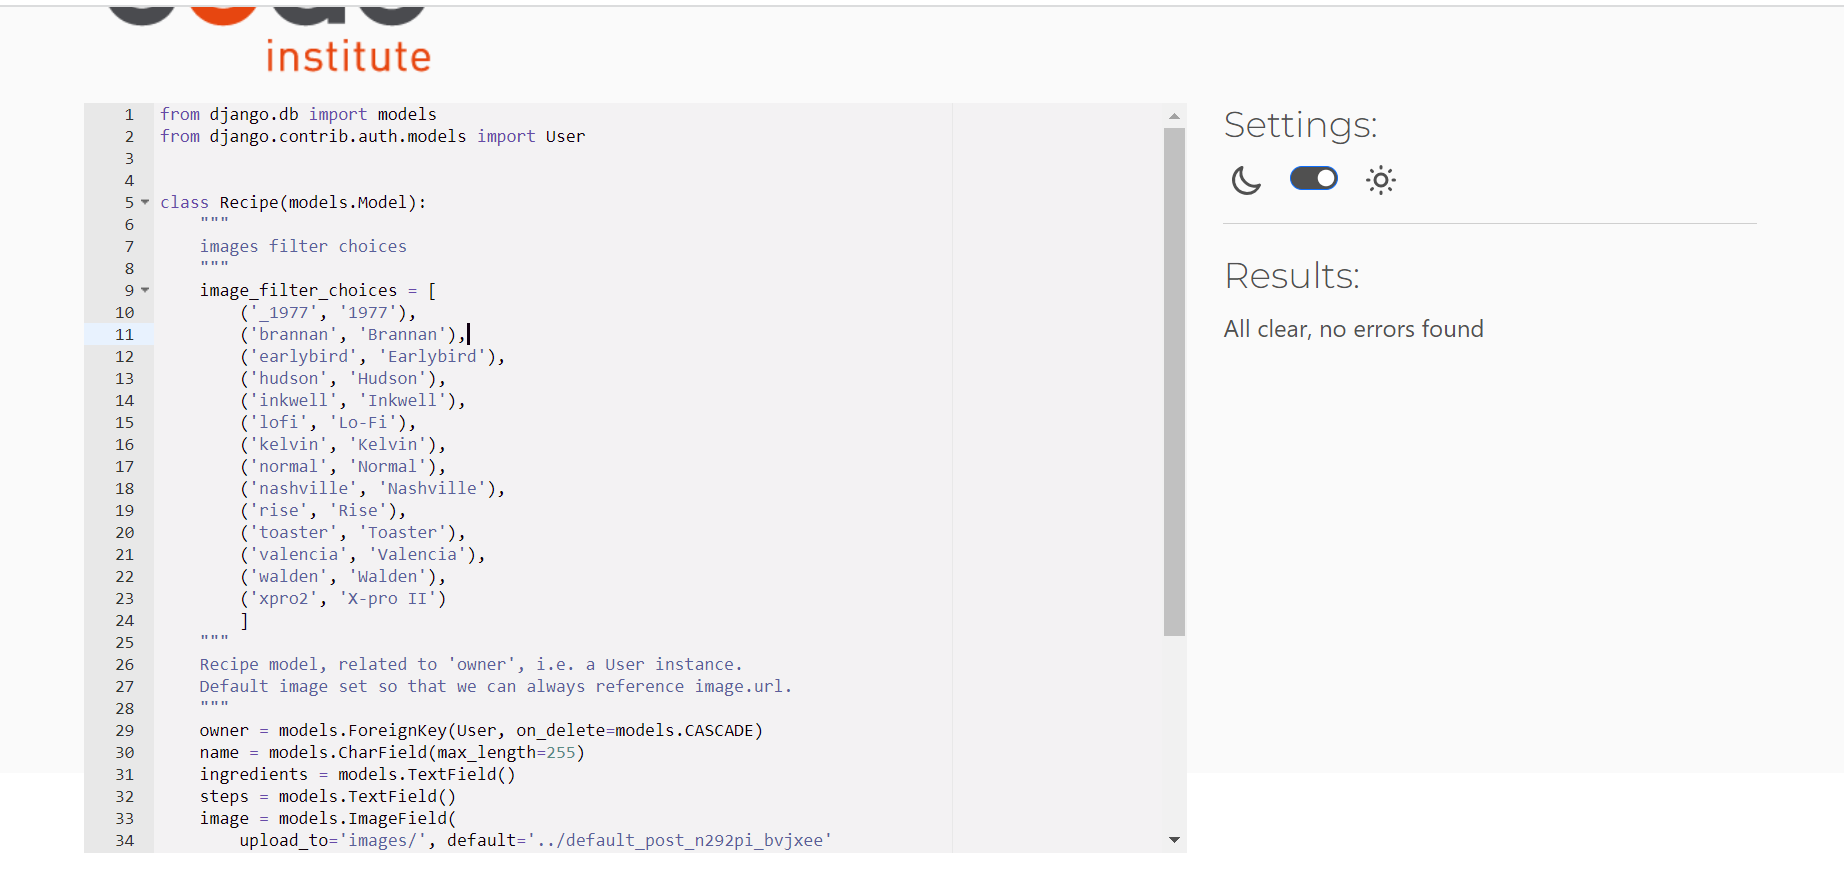 institute
1 from django.db import models
2 from django.contrib.auth.models import User
3
4
5 class Recipe(models.Model):
6     """
7     images filter choices
8     """
9     image_filter_choices = [
10         ('_1977', '1977'),
11         ('brannan', 'Brannan'),
12         ('earlybird', 'Earlybird'),
13         ('hudson', 'Hudson'),
14         ('inkwell', 'Inkwell'),
15         ('lofi', 'Lo-Fi'),
16         ('kelvin', 'Kelvin'),
17         ('normal', 'Normal'),
18         ('nashville', 'Nashville'),
19         ('rise', 'Rise'),
20         ('toaster', 'Toaster'),
21         ('valencia', 'Valencia'),
22         ('walden', 'Walden'),
23         ('xpro2', 'X-pro II')
24         ]
25     """
26     Recipe model, related to 'owner', i.e. a User instance.
27     Default image set so that we can always reference image.url.
28     """
29     owner = models.ForeignKey(User, on_delete=models.CASCADE)
30     name = models.CharField(max_length=255)
31     ingredients = models.TextField()
32     steps = models.TextField()
33     image = models.ImageField(
34         upload_to='images/', default='../default_post_n292pi_bvjxee'
Settings:
Results:
All clear, no errors found